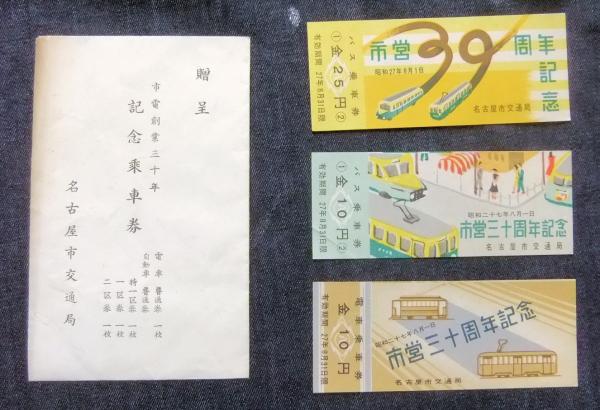 贈呈
市電創業三十年
記念乗車券
電車 普通券 一枚
自動車 普通券
特一区券 一枚
一区券 一枚
二区券 一枚
名古屋市交通局
バス乗車券
①金25円②
有効期間 27年8月31日限
市営30周年
記念
昭和27年8月1日
名古屋市交通局
バス乗車券
①金10円②
有効期間 27年8月31日限
昭和二十七年八月一日
市営三十周年記念
名古屋市交通局
電車乗車券
金10円
有効期間 27年8月31日限
昭和二十七年八月一日
市営三十周年記念
名古屋市交通局